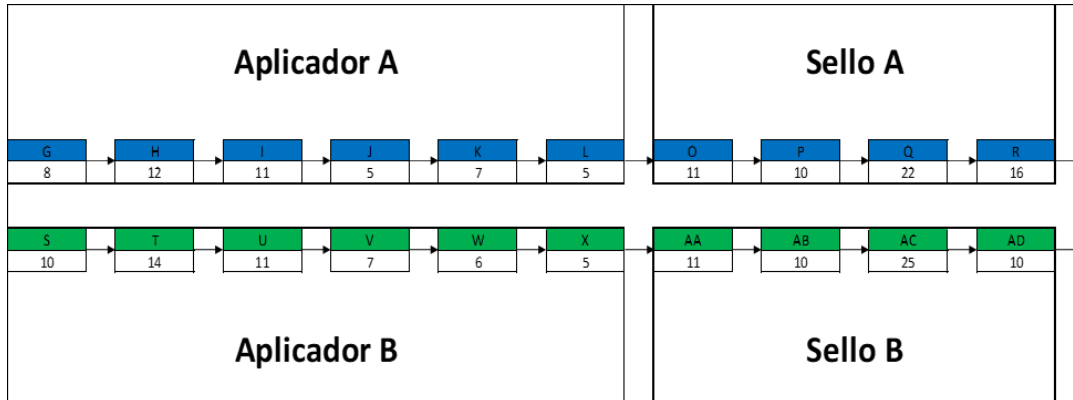 Aplicador A
Sello A
G H I J K L O P Q R
8 12 11 5 7 5 11 10 22 16
S T U V W X AA AB AC AD
10 14 11 7 6 5 11 10 25 10
Aplicador B
Sello B